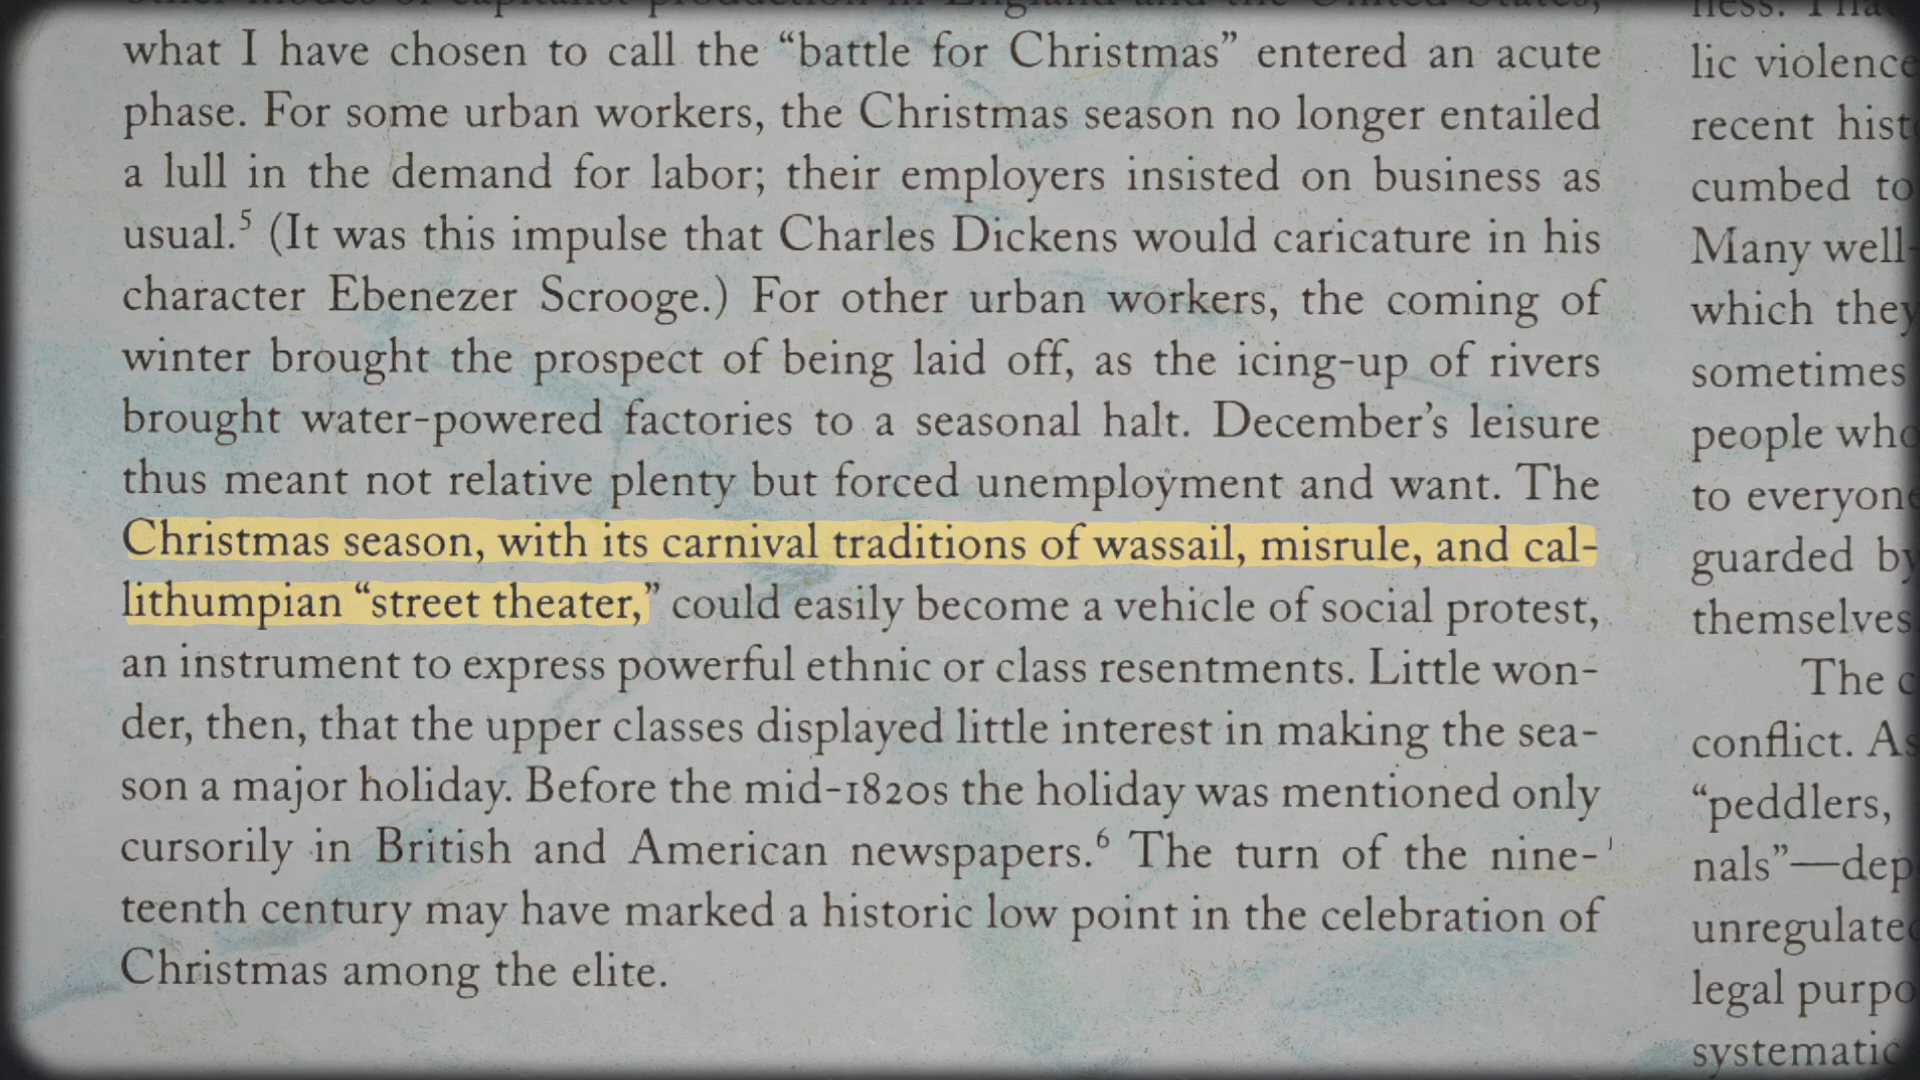 what I have chosen to call the “battle for Christmas” entered an acute
phase. For some urban workers, the Christmas season no longer entailed
a lull in the demand for labor; their employers insisted on business as
usual.⁵ (It was this impulse that Charles Dickens would caricature in his
character Ebenezer Scrooge.) For other urban workers, the coming of
winter brought the prospect of being laid off, as the icing-up of rivers
brought water-powered factories to a seasonal halt. December’s leisure
thus meant not relative plenty but forced unemployment and want. The
Christmas season, with its carnival traditions of wassail, misrule, and cal-
lithumpian “street theater,” could easily become a vehicle of social protest,
an instrument to express powerful ethnic or class resentments. Little won-
der, then, that the upper classes displayed little interest in making the sea-
son a major holiday. Before the mid-1820s the holiday was mentioned only
cursorily in British and American newspapers.⁶ The turn of the nine-
teenth century may have marked a historic low point in the celebration of
Christmas among the elite.
lic violence
recent
cumbed to
Many well-
which they
sometimes
people who
to everyone
guarded by
themselves
The
conflict. As
“peddlers,
nals”—
legal
systematic